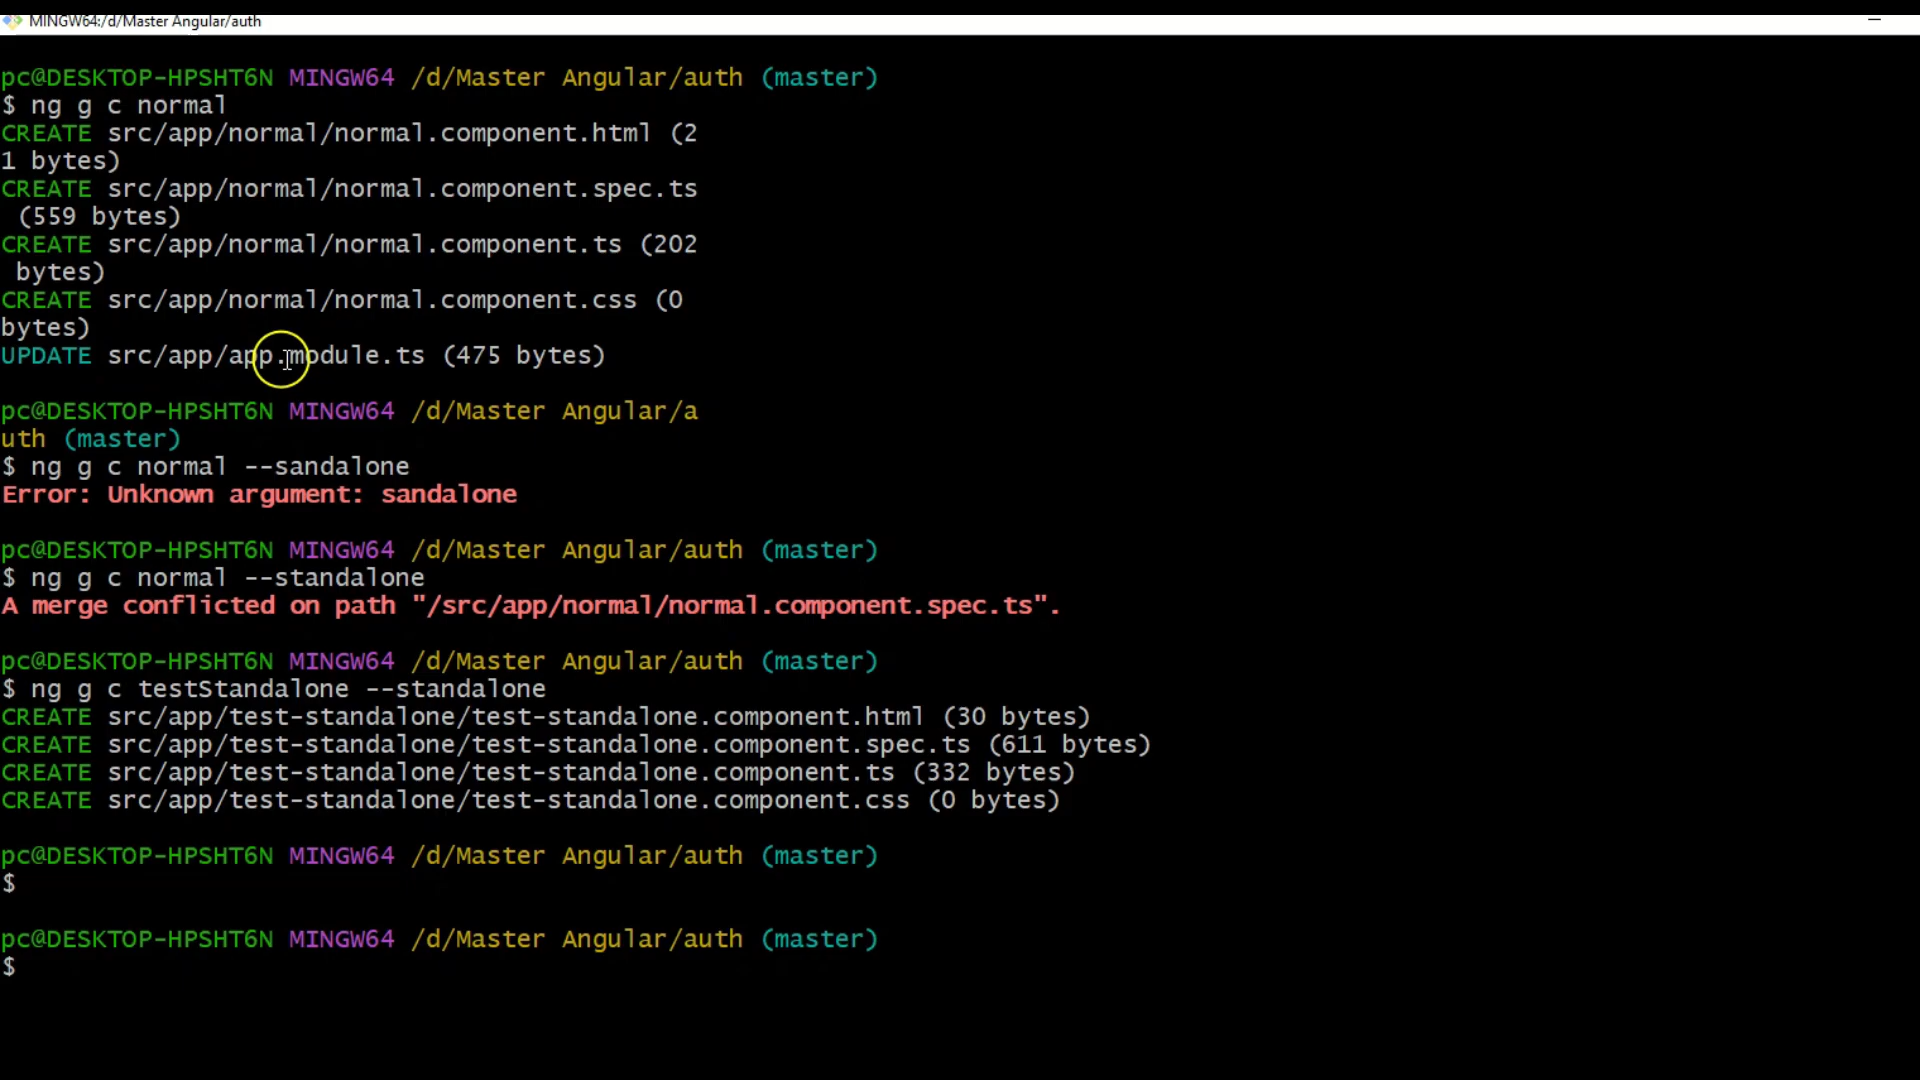 MINGW64:/d/Master Angular/auth
pc@DESKTOP-HPSHT6N MINGW64 /d/Master Angular/auth (master)
$ ng g c normal
CREATE src/app/normal/normal.component.html (2
1 bytes)
CREATE src/app/normal/normal.component.spec.ts
 (559 bytes)
CREATE src/app/normal/normal.component.ts (202
 bytes)
CREATE src/app/normal/normal.component.css (0
bytes)
UPDATE src/app/app.module.ts (475 bytes)
pc@DESKTOP-HPSHT6N MINGW64 /d/Master Angular/a
uth (master)
$ ng g c normal --sandalone
Error: Unknown argument: sandalone
pc@DESKTOP-HPSHT6N MINGW64 /d/Master Angular/auth (master)
$ ng g c normal --standalone
A merge conflicted on path "/src/app/normal/normal.component.spec.ts".
pc@DESKTOP-HPSHT6N MINGW64 /d/Master Angular/auth (master)
$ ng g c testStandalone --standalone
CREATE src/app/test-standalone/test-standalone.component.html (30 bytes)
CREATE src/app/test-standalone/test-standalone.component.spec.ts (611 bytes)
CREATE src/app/test-standalone/test-standalone.component.ts (332 bytes)
CREATE src/app/test-standalone/test-standalone.component.css (0 bytes)
pc@DESKTOP-HPSHT6N MINGW64 /d/Master Angular/auth (master)
$
pc@DESKTOP-HPSHT6N MINGW64 /d/Master Angular/auth (master)
$